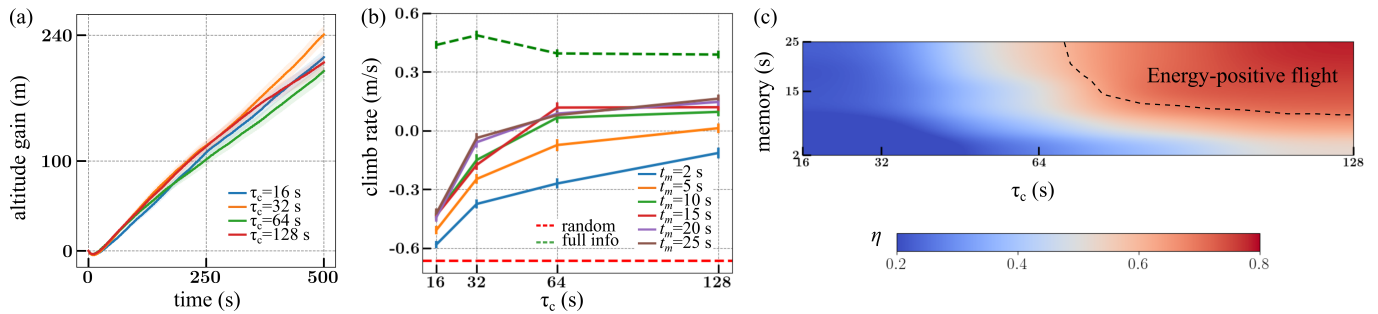 (a)
altitude gain (m)
240
100
0
τc=16 s
τc=32 s
τc=64 s
τc=128 s
0
250
500
time (s)
(b)
climb rate (m/s)
0.6
0.3
0.0
-0.3
-0.6
random
full info
tm=2 s
tm=5 s
tm=10 s
tm=15 s
tm=20 s
tm=25 s
16
32
64
128
τc (s)
(c)
memory (s)
25
15
2
Energy-positive flight
16
32
64
128
τc (s)
η
0.2
0.4
0.6
0.8